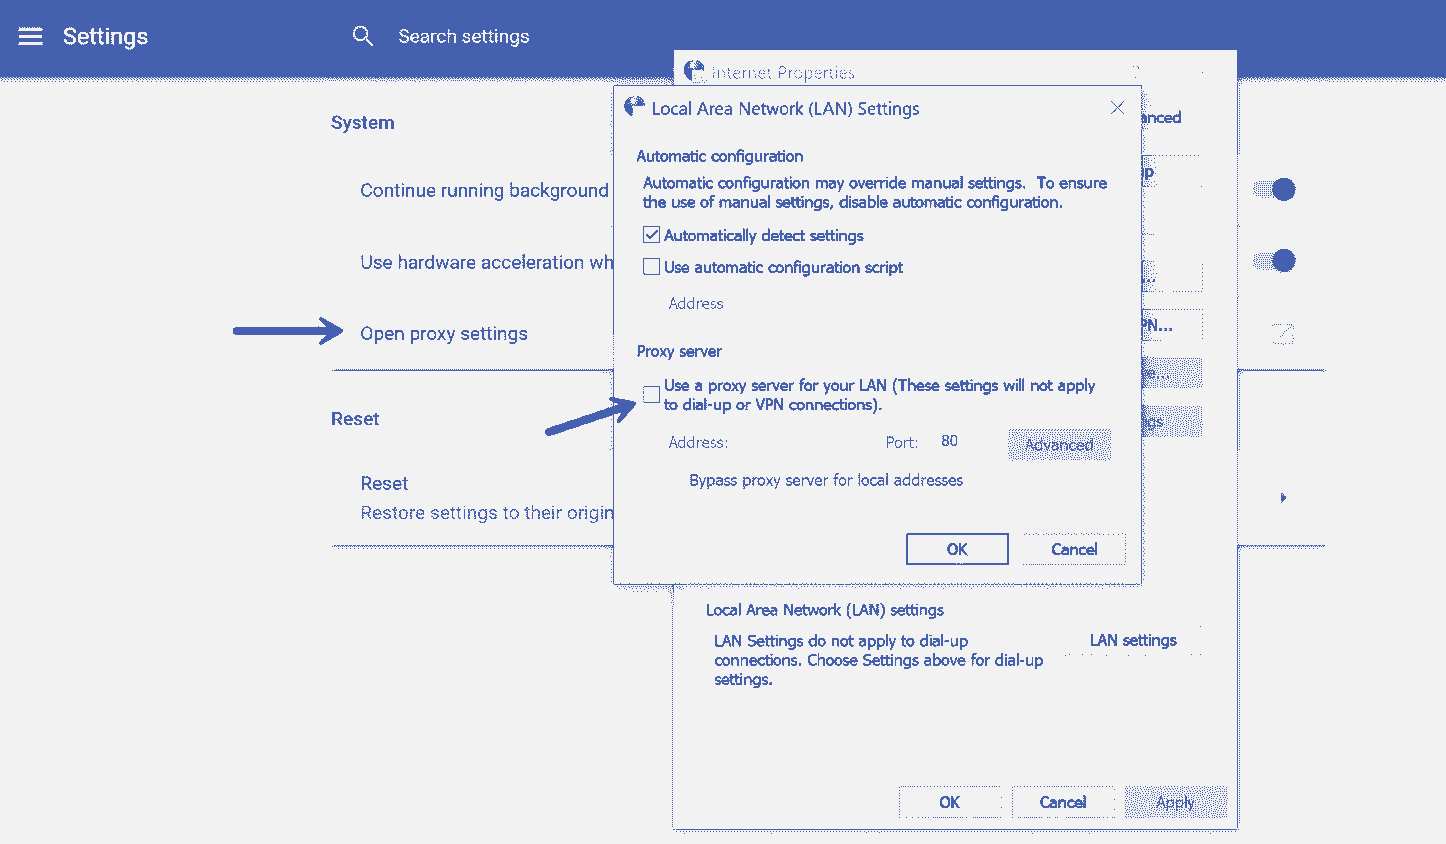 Settings
Search settings
System
Continue running background
Use hardware acceleration wh
Open proxy settings
Reset
Reset
Restore settings to their origin
Internet Properties
anced
Local Area Network (LAN) Settings
Automatic configuration
Automatic configuration may override manual settings. To ensure
the use of manual settings, disable automatic configuration.
Automatically detect settings
Use automatic configuration script
Address
Proxy server
Use a proxy server for your LAN (These settings will not apply
to dial-up or VPN connections).
Address:
Port:
80
Advanced
Bypass proxy server for local addresses
OK
Cancel
PN...
Local Area Network (LAN) settings
LAN Settings do not apply to dial-up
connections. Choose Settings above for dial-up
settings.
LAN settings
OK
Cancel
Apply